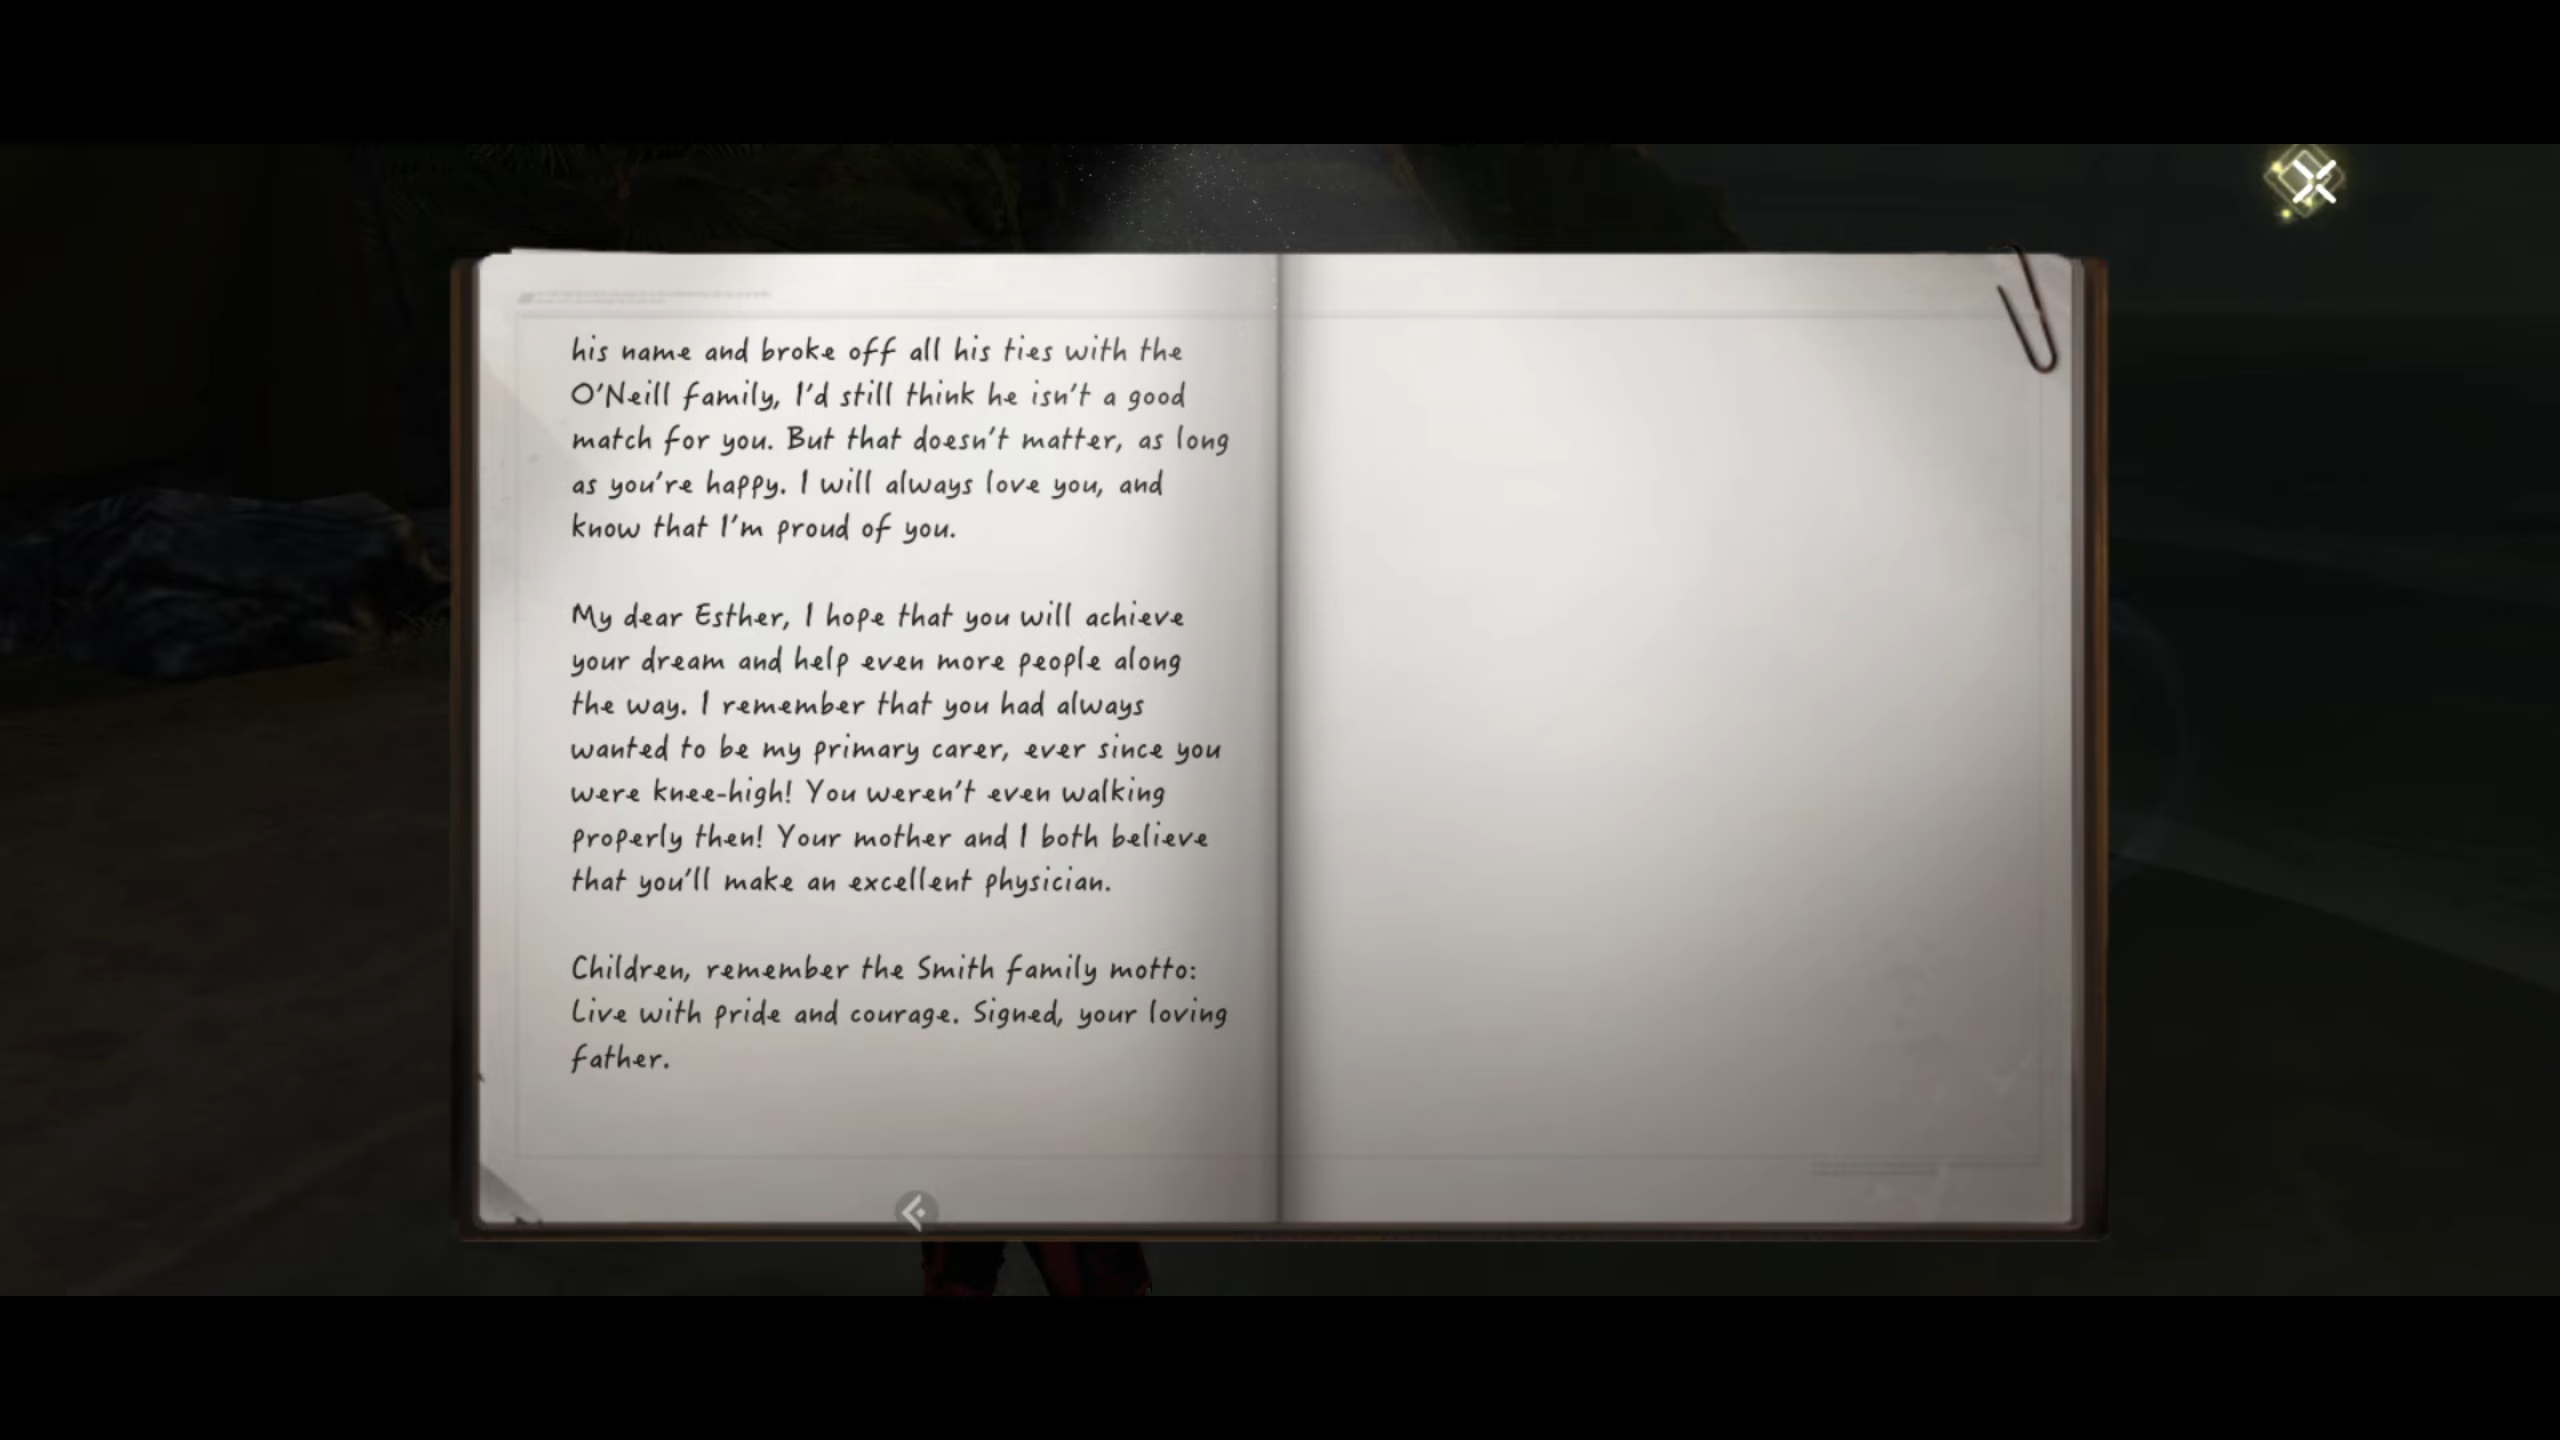 his name and broke off all his ties with the
O'Neill family, I'd still think he isn't a good
match for you. But that doesn't matter, as long
as you're happy. I will always love you, and
know that I'm proud of you.
My dear Esther, I hope that you will achieve
your dream and help even more people along
the way. I remember that you had always
wanted to be my primary carer, ever since you
were knee-high! You weren't even walking
properly then! Your mother and I both believe
that you'll make an excellent physician.
Children, remember the Smith family motto:
Live with pride and courage. Signed, your loving
father.